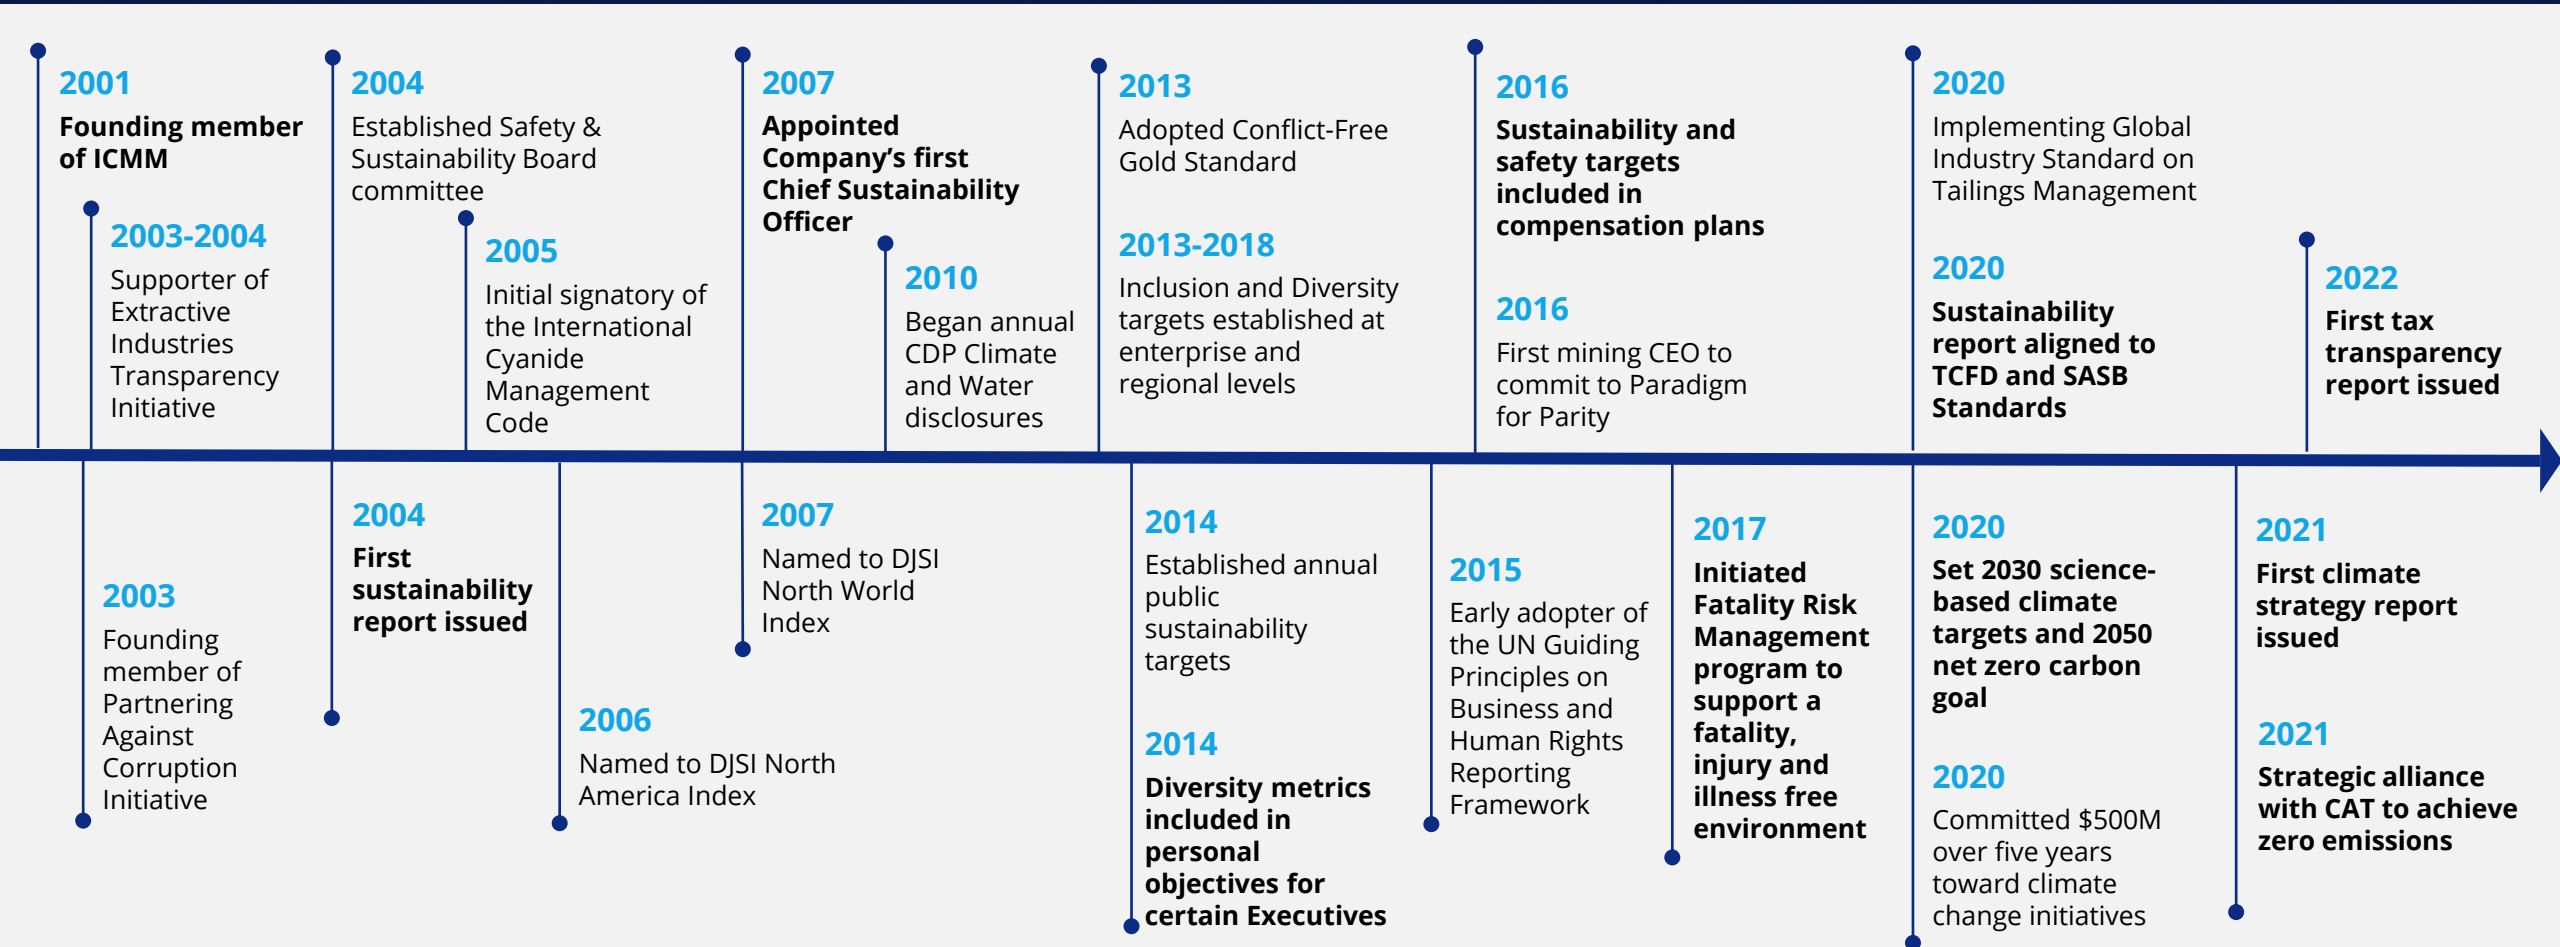 2001
Founding member
of ICMM
2003-2004
Supporter of
Extractive
Industries
Transparency
Initiative
2004
Established Safety &
Sustainability Board
committee
2005
Initial signatory of
the International
Cyanide
Management
Code
2007
Appointed
Company’s first
Chief Sustainability
Officer
2010
Began annual
CDP Climate
and Water
disclosures
2013
Adopted Conflict-Free
Gold Standard
2013-2018
Inclusion and Diversity
targets established at
enterprise and
regional levels
2016
Sustainability and
safety targets
included in
compensation plans
2016
First mining CEO to
commit to Paradigm
for Parity
2020
Implementing Global
Industry Standard on
Tailings Management
2020
Sustainability
report aligned to
TCFD and SASB
Standards
2022
First tax
transparency
report issued
2003
Founding
member of
Partnering
Against
Corruption
Initiative
2004
First
sustainability
report issued
2006
Named to DJSI North
America Index
2007
Named to DJSI
North World
Index
2014
Established annual
public
sustainability
targets
2014
Diversity metrics
included in
personal
objectives for
certain Executives
2015
Early adopter of
the UN Guiding
Principles on
Business and
Human Rights
Reporting
Framework
2017
Initiated
Fatality Risk
Management
program to
support a
fatality,
injury and
illness free
environment
2020
Set 2030 science-
based climate
targets and 2050
net zero carbon
goal
2020
Committed $500M
over five years
toward climate
change initiatives
2021
First climate
strategy report
issued
2021
Strategic alliance
with CAT to achieve
zero emissions